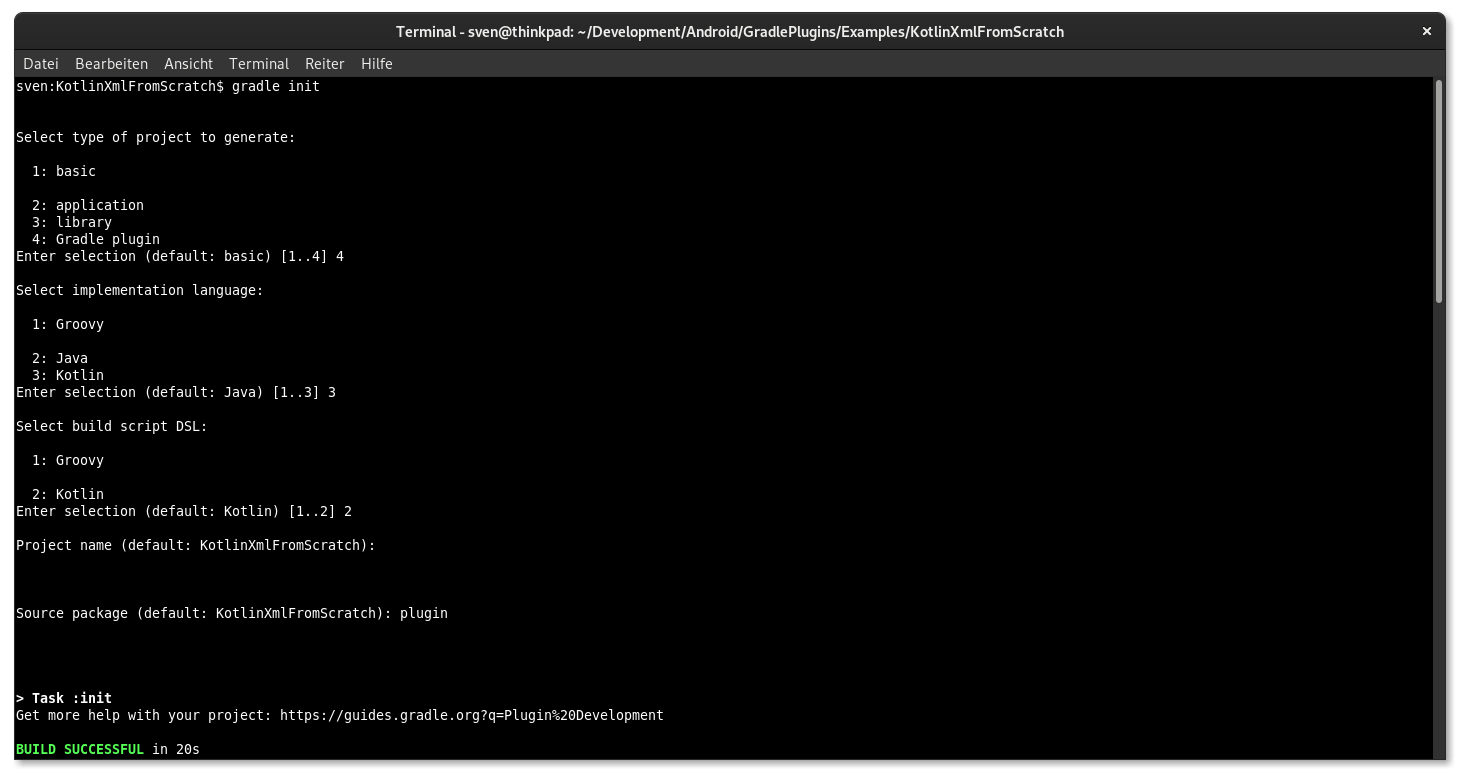 Terminal - sven@thinkpad: ~/Development/Android/GradlePlugins/Examples/KotlinXmlFromScratch
Datei Bearbeiten Ansicht Terminal Reiter Hilfe
sven:KotlinXmlFromScratch$ gradle init
Select type of project to generate:
1: basic
2: application
3: library
4: Gradle plugin
Enter selection (default: basic) [1..4] 4
Select implementation language:
1: Groovy
2: Java
3: Kotlin
Enter selection (default: Java) [1..3] 3
Select build script DSL:
1: Groovy
2: Kotlin
Enter selection (default: Kotlin) [1..2] 2
Project name (default: KotlinXmlFromScratch):
Source package (default: KotlinXmlFromScratch): plugin
> Task :init
Get more help with your project: https://guides.gradle.org?q=Plugin%20Development
BUILD SUCCESSFUL in 20s